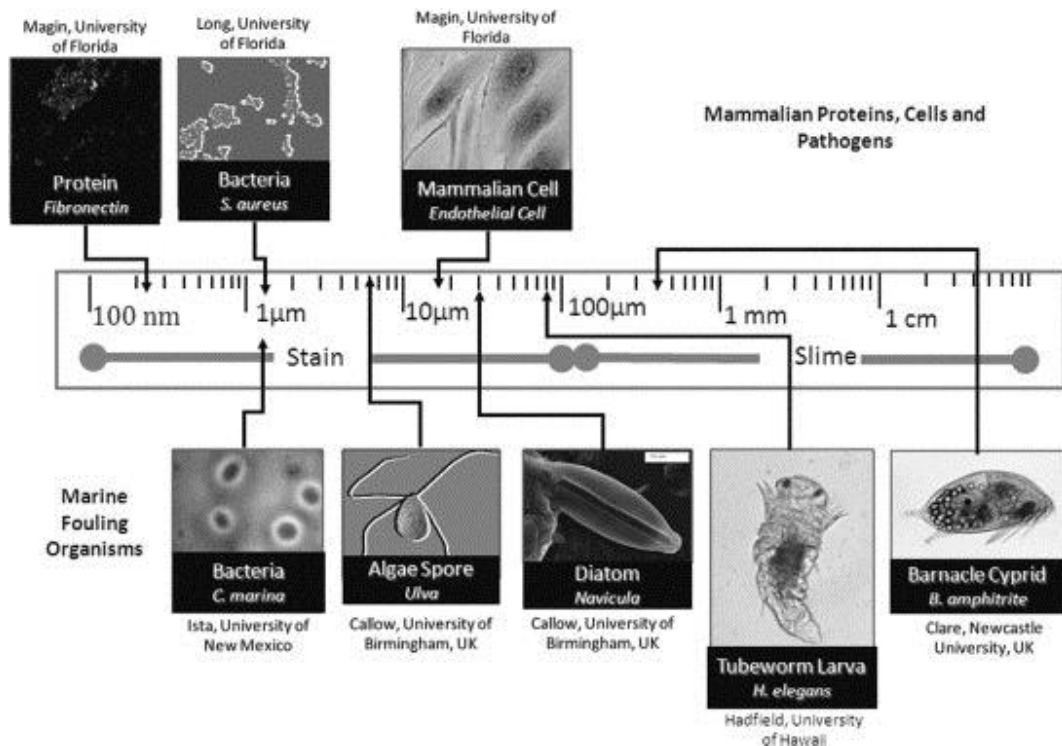 Magin, University
of Florida
Long, University
of Florida
Magin, University of
Florida
Protein
Fibronectin
Bacteria
S. aureus
Mammalian Cell
Endothelial Cell
Mammalian Proteins, Cells and
Pathogens
100 nm
1µm
10µm
100µm
1 mm
1 cm
Stain
Slime
Marine
Fouling
Organisms
Bacteria
C. marina
Ista, University of
New Mexico
Algae Spore
Ulva
Callow, University of
Birmingham, UK
Diatom
Navicula
Callow, University of
Birmingham, UK
Tubeworm Larva
H. elegans
Hadfield, University
of Hawaii
Barnacle Cyprid
B. amphitrite
Clare, Newcastle
University, UK